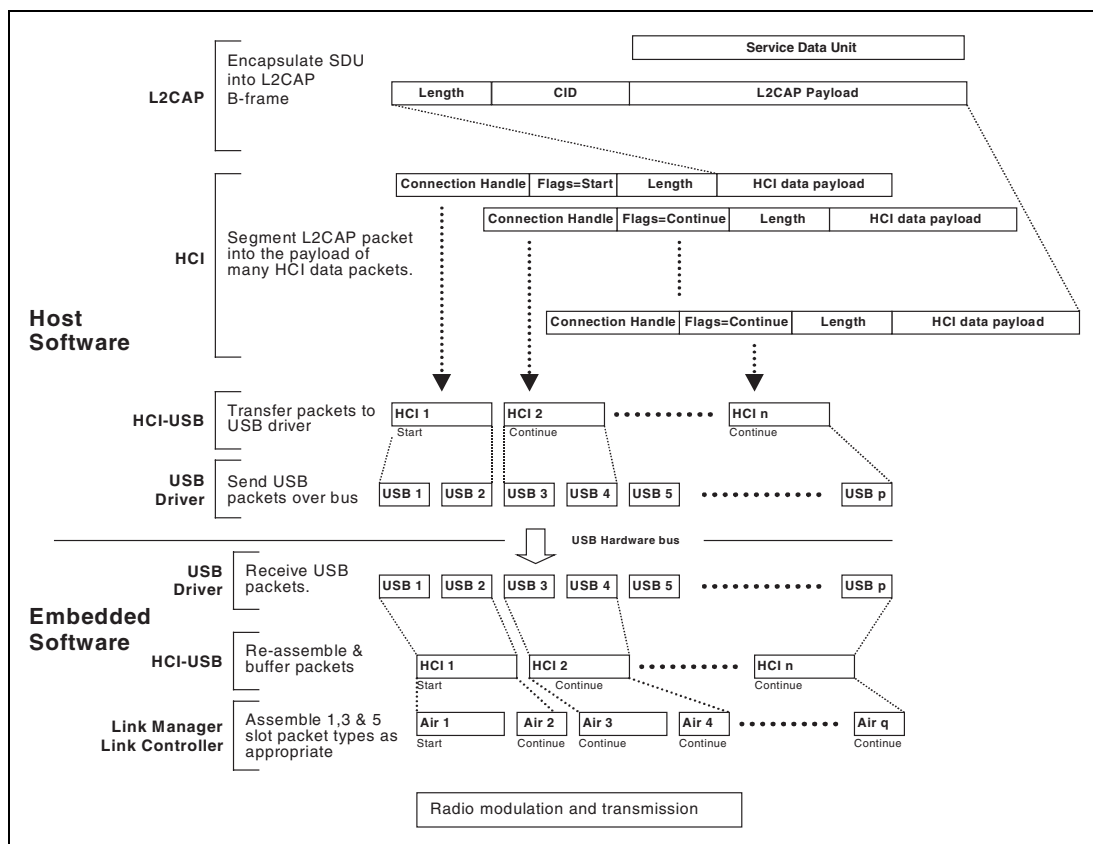 Service Data Unit
L2CAP
Encapsulate SDU
into L2CAP
B-frame
Length CID L2CAP Payload
Connection Handle Flags=Start Length HCI data payload
Connection Handle Flags=Continue Length HCI data payload
HCI
Segment L2CAP packet
into the payload of
many HCI data packets.
Host
Software
Connection Handle Flags=Continue Length HCI data payload
HCI-USB
Transfer packets to
USB driver
HCI 1 HCI 2 HCI n
Start Continue Continue
USB
Driver
Send USB
packets over bus
USB 1 USB 2 USB 3 USB 4 USB 5 USB p
USB Hardware bus
USB
Driver
Receive USB
packets.
USB 1 USB 2 USB 3 USB 4 USB 5 USB p
Embedded
Software
HCI-USB
Re-assemble &
buffer packets
HCI 1 HCI 2 HCI n
Start Continue Continue
Link Manager
Link Controller
Assemble 1,3 & 5
slot packet types as
appropriate
Air 1 Air 2 Air 3 Air 4 Air q
Start Continue Continue Continue Continue
Radio modulation and transmission